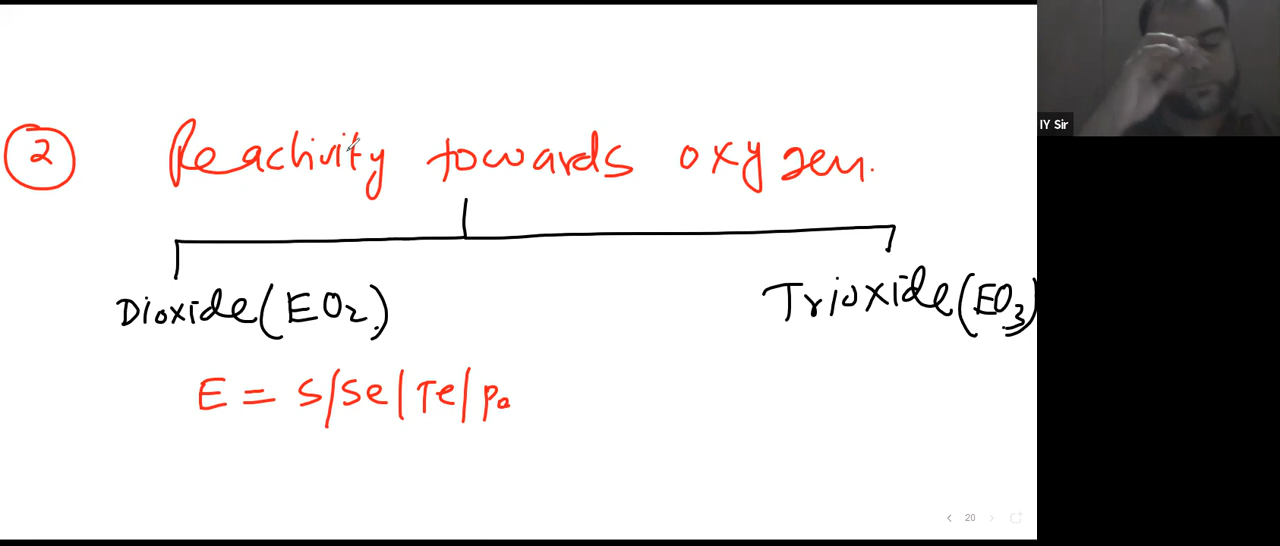 2 Reactivity towards oxygen.
Dioxide (EO2) Trioxide (EO3)
E = S/Se/Te/Po
IY Sir
20